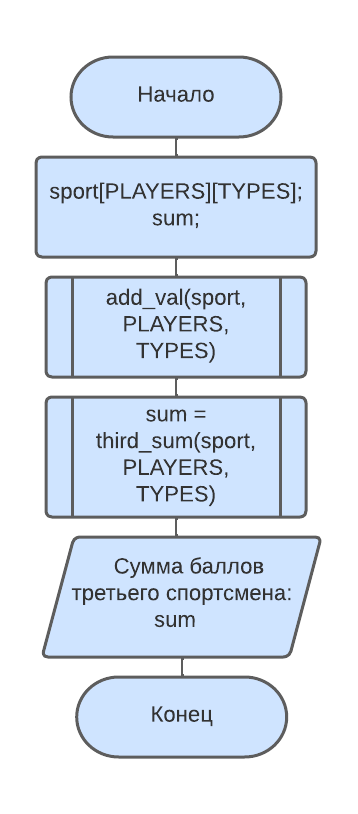 Начало
sport[PLAYERS][TYPES];
sum;
add_val(sport,
PLAYERS,
TYPES)
sum =
third_sum(sport,
PLAYERS,
TYPES)
Сумма баллов
третьего спортсмена:
sum
Конец